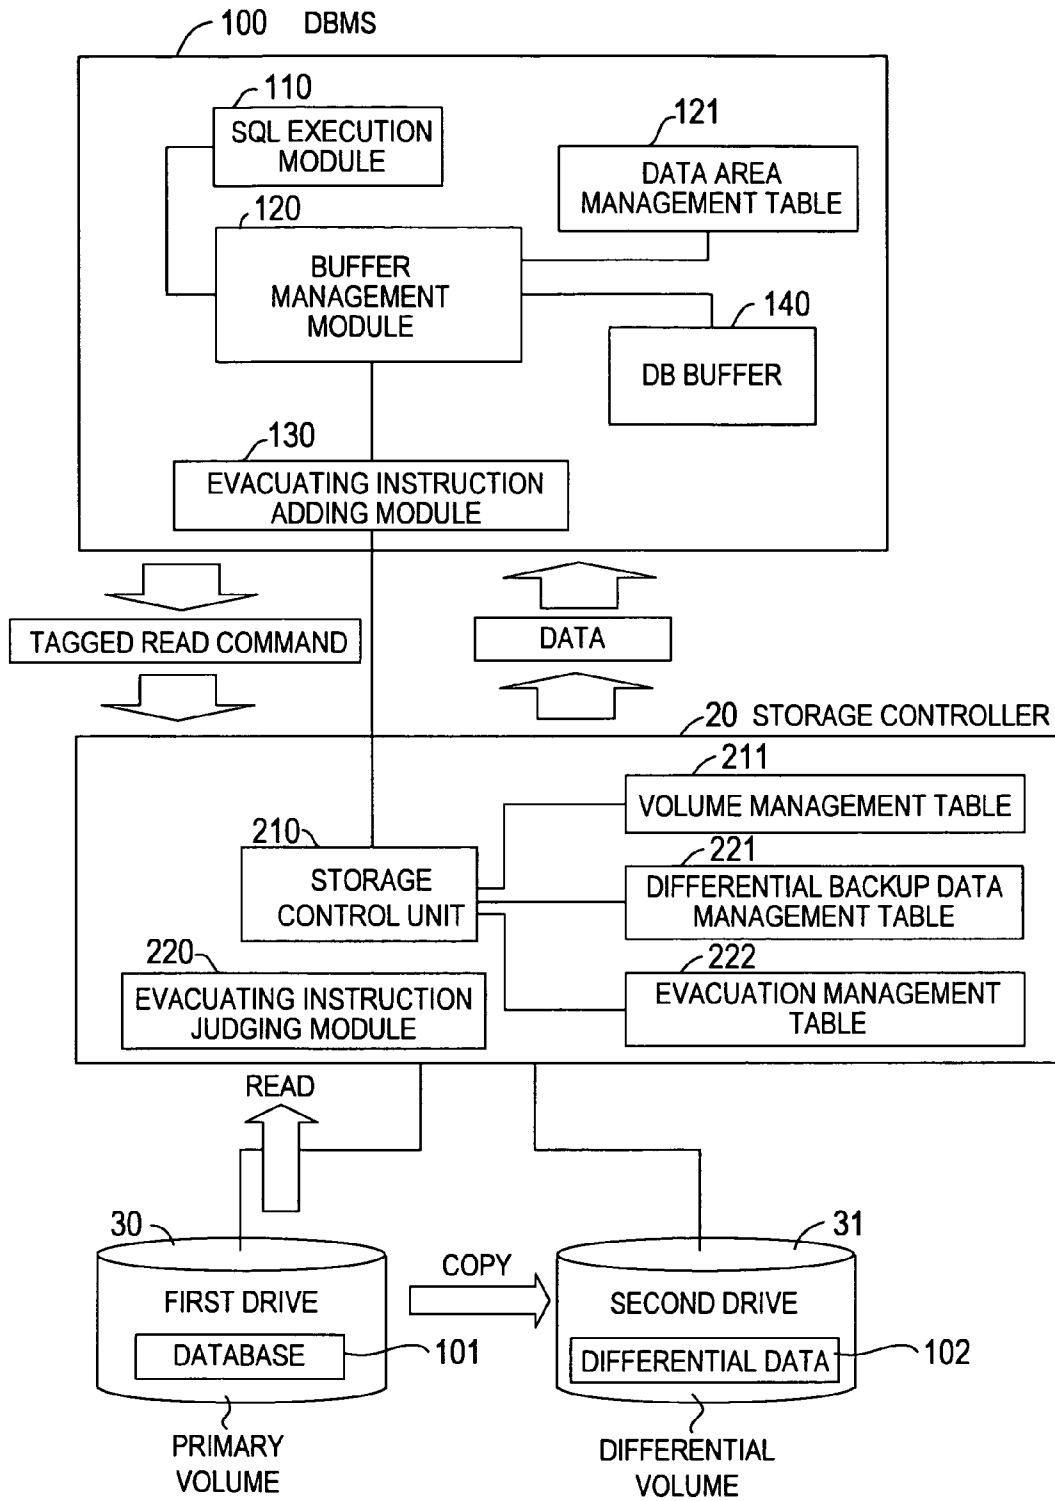 100 DBMS
110
SQL EXECUTION
MODULE
121
DATA AREA
MANAGEMENT TABLE
120
BUFFER
MANAGEMENT
MODULE
140
DB BUFFER
130
EVACUATING INSTRUCTION
ADDING MODULE
TAGGED READ COMMAND
DATA
20 STORAGE CONTROLLER
211
VOLUME MANAGEMENT TABLE
210
STORAGE
CONTROL UNIT
221
DIFFERENTIAL BACKUP DATA
MANAGEMENT TABLE
220
EVACUATING INSTRUCTION
JUDGING MODULE
222
EVACUATION MANAGEMENT
TABLE
READ
30
FIRST DRIVE
DATABASE
101
COPY
31
SECOND DRIVE
DIFFERENTIAL DATA
102
PRIMARY
VOLUME
DIFFERENTIAL
VOLUME